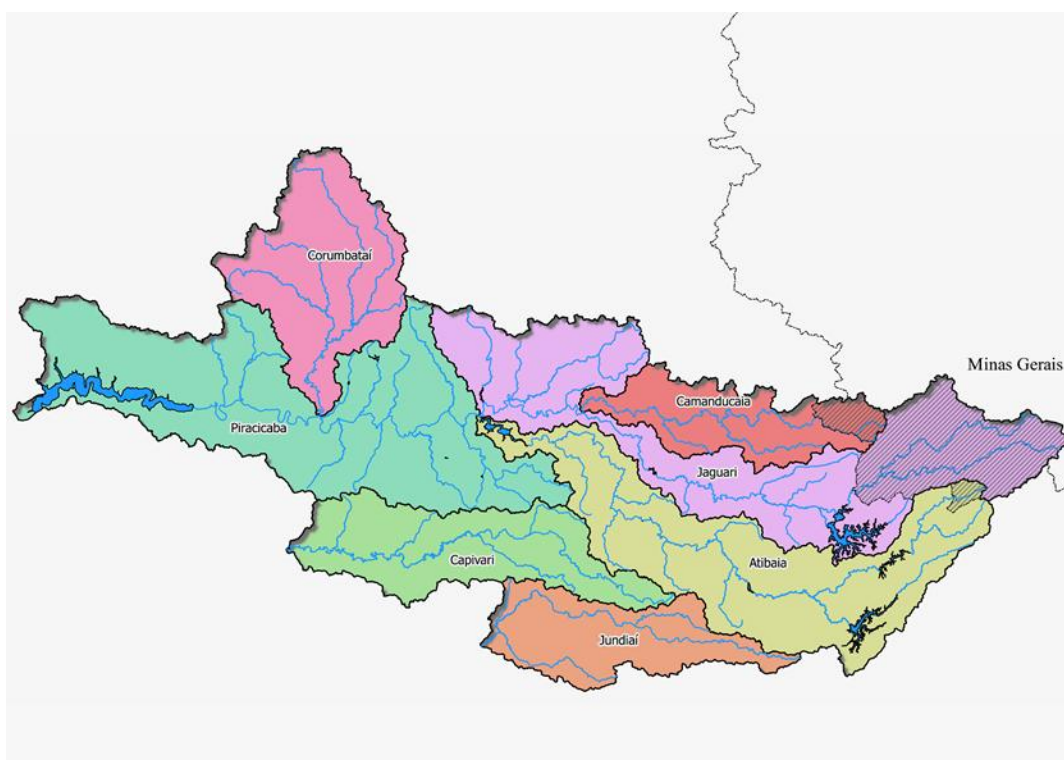 Corumbataí
Minas Gerais
Camanducaia
Piracicaba
Jaguari
Capivari
Atibaia
Jundiaí